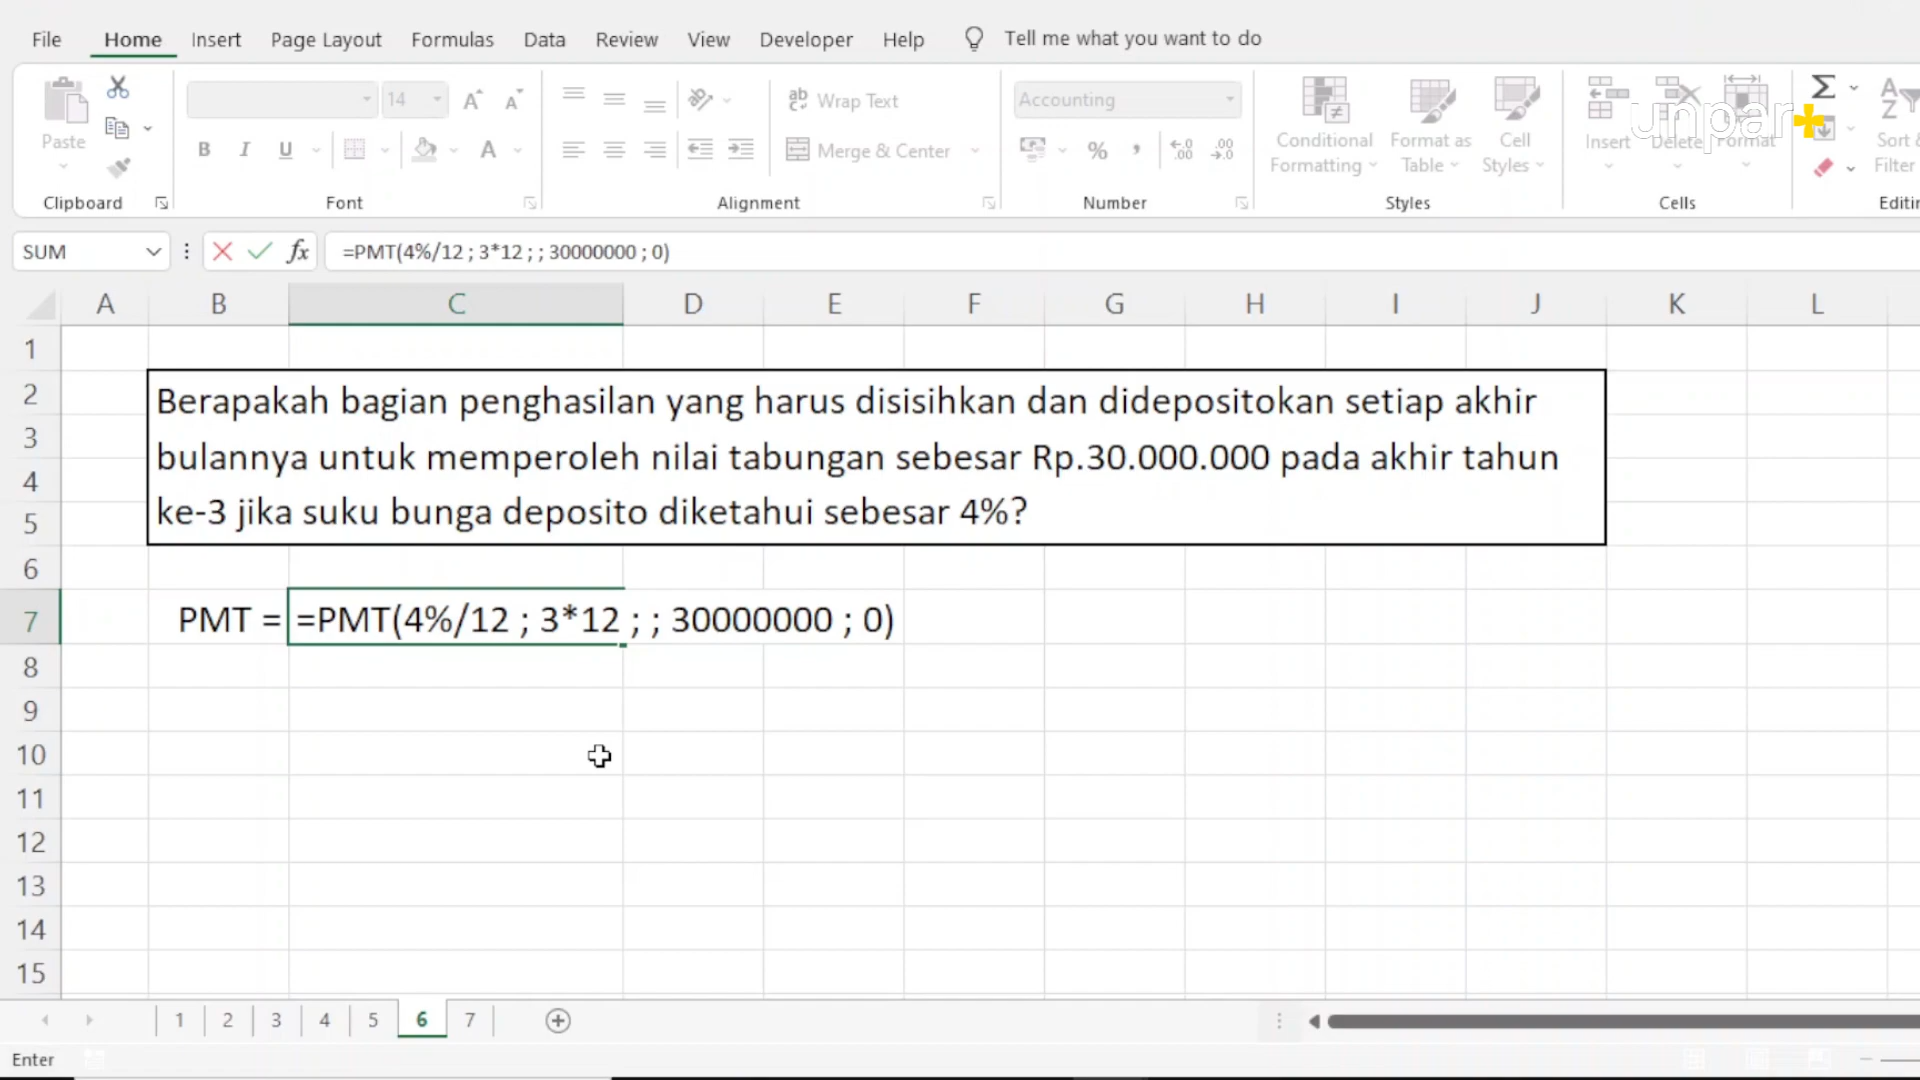 File Home Insert Page Layout Formulas Data Review View Developer Help Tell me what you want to do
14 Wrap Text Accounting
Paste Conditional Format as Cell Insert Delete Format Sort &
B I U A Merge & Center % Formatting Table Styles Filter
Clipboard Font Alignment Number Styles Cells Editin
unpar+
SUM fx =PMT(4%/12 ; 3*12 ; ; 30000000 ; 0)
A B C D E F G H I J K L
1
2 Berapakah bagian penghasilan yang harus disisihkan dan didepositokan setiap akhir
3 bulannya untuk memperoleh nilai tabungan sebesar Rp.30.000.000 pada akhir tahun
4
5 ke-3 jika suku bunga deposito diketahui sebesar 4%?
6
7 PMT = =PMT(4%/12 ; 3*12 ; ; 30000000 ; 0)
8
9
10
11
12
13
14
15
1 2 3 4 5 6 7
Enter